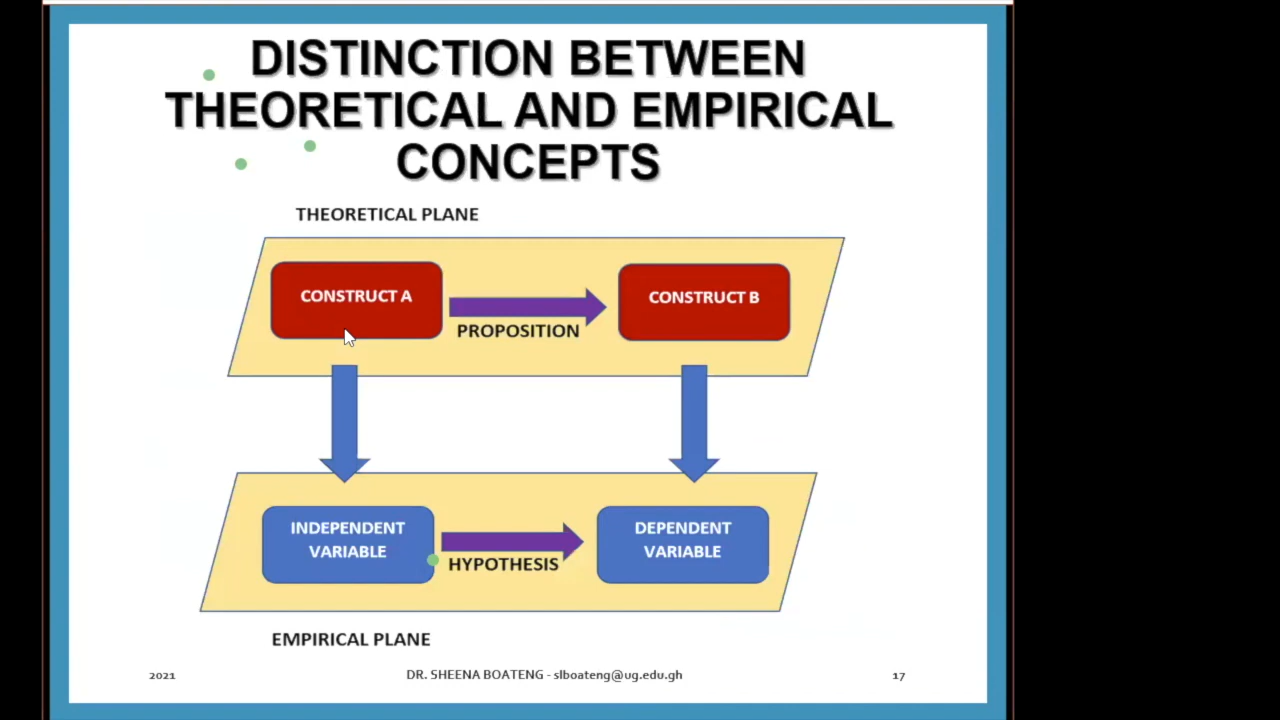 DISTINCTION BETWEEN
THEORETICAL AND EMPIRICAL
CONCEPTS
THEORETICAL PLANE
CONSTRUCT A
CONSTRUCT B
PROPOSITION
INDEPENDENT
VARIABLE
DEPENDENT
VARIABLE
HYPOTHESIS
EMPIRICAL PLANE
2021
DR. SHEENA BOATENG - slboateng@ug.edu.gh
17